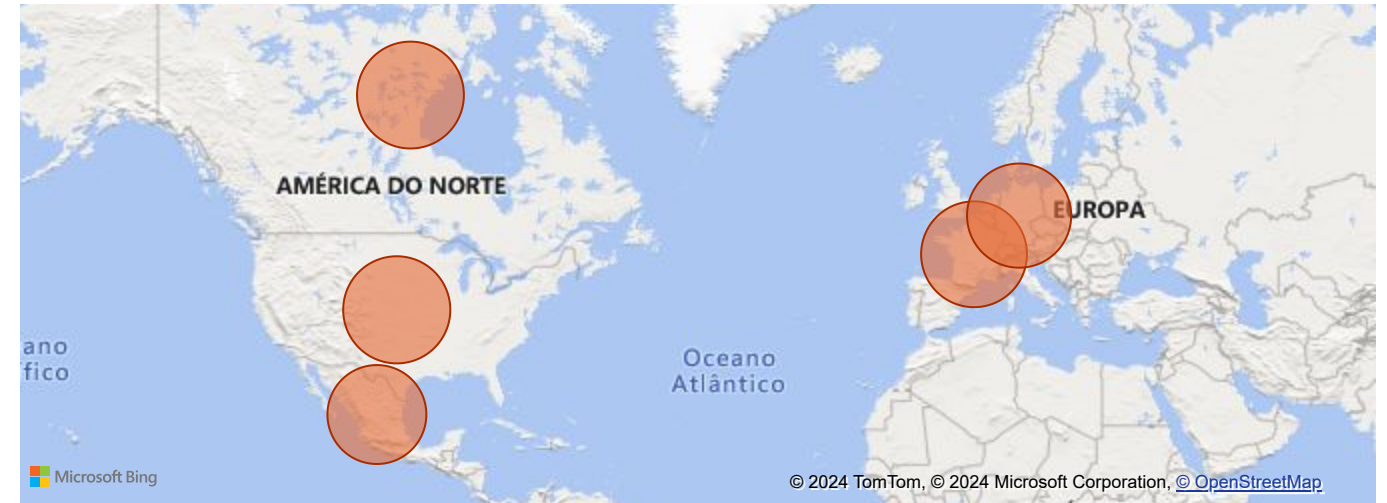 AMÉRICA DO NORTE
EUROPA
ano
fico
Oceano
Atlântico
Microsoft Bing
© 2024 TomTom, © 2024 Microsoft Corporation, © OpenStreetMap